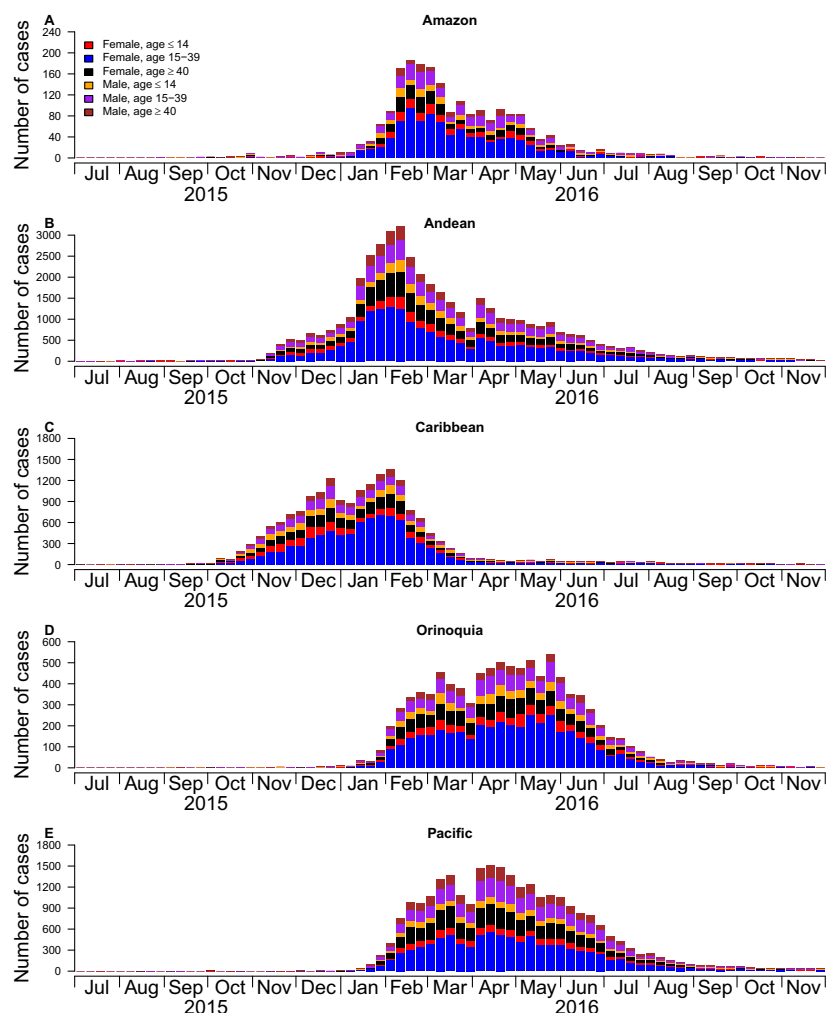 A
Amazon
Number of cases
240
200
160
120
80
40
0
Female, age ≤ 14
Female, age 15−39
Female, age ≥ 40
Male, age ≤ 14
Male, age 15−39
Male, age ≥ 40
Jul Aug Sep Oct Nov Dec Jan Feb Mar Apr May Jun Jul Aug Sep Oct Nov
2015 2016
B
Andean
Number of cases
3000
2500
2000
1500
1000
500
0
Jul Aug Sep Oct Nov Dec Jan Feb Mar Apr May Jun Jul Aug Sep Oct Nov
2015 2016
C
Caribbean
Number of cases
1800
1500
1200
900
600
300
0
Jul Aug Sep Oct Nov Dec Jan Feb Mar Apr May Jun Jul Aug Sep Oct Nov
2015 2016
D
Orinoquia
Number of cases
600
500
400
300
200
100
0
Jul Aug Sep Oct Nov Dec Jan Feb Mar Apr May Jun Jul Aug Sep Oct Nov
2015 2016
E
Pacific
Number of cases
1800
1500
1200
900
600
300
0
Jul Aug Sep Oct Nov Dec Jan Feb Mar Apr May Jun Jul Aug Sep Oct Nov
2015 2016